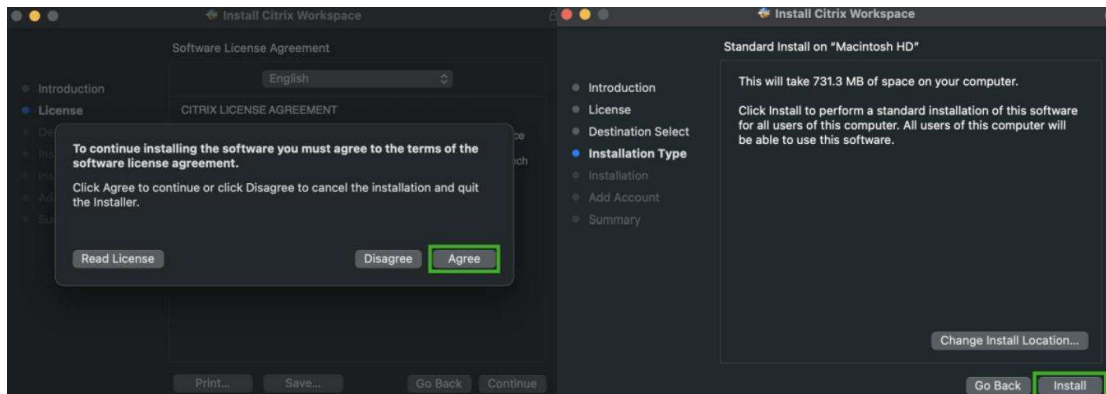 Install Citrix Workspace
Software License Agreement
English
Introduction
License
CITRIX LICENSE AGREEMENT
To continue installing the software you must agree to the terms of the
software license agreement.
Click Agree to continue or click Disagree to cancel the installation and quit
the Installer.
Read License
Disagree
Agree
Print...
Save...
Go Back
Continue
Install Citrix Workspace
Standard Install on "Macintosh HD"
Introduction
License
Destination Select
Installation Type
Installation
Add Account
Summary
This will take 731.3 MB of space on your computer.
Click Install to perform a standard installation of this software
for all users of this computer. All users of this computer will
be able to use this software.
Change Install Location...
Go Back
Install